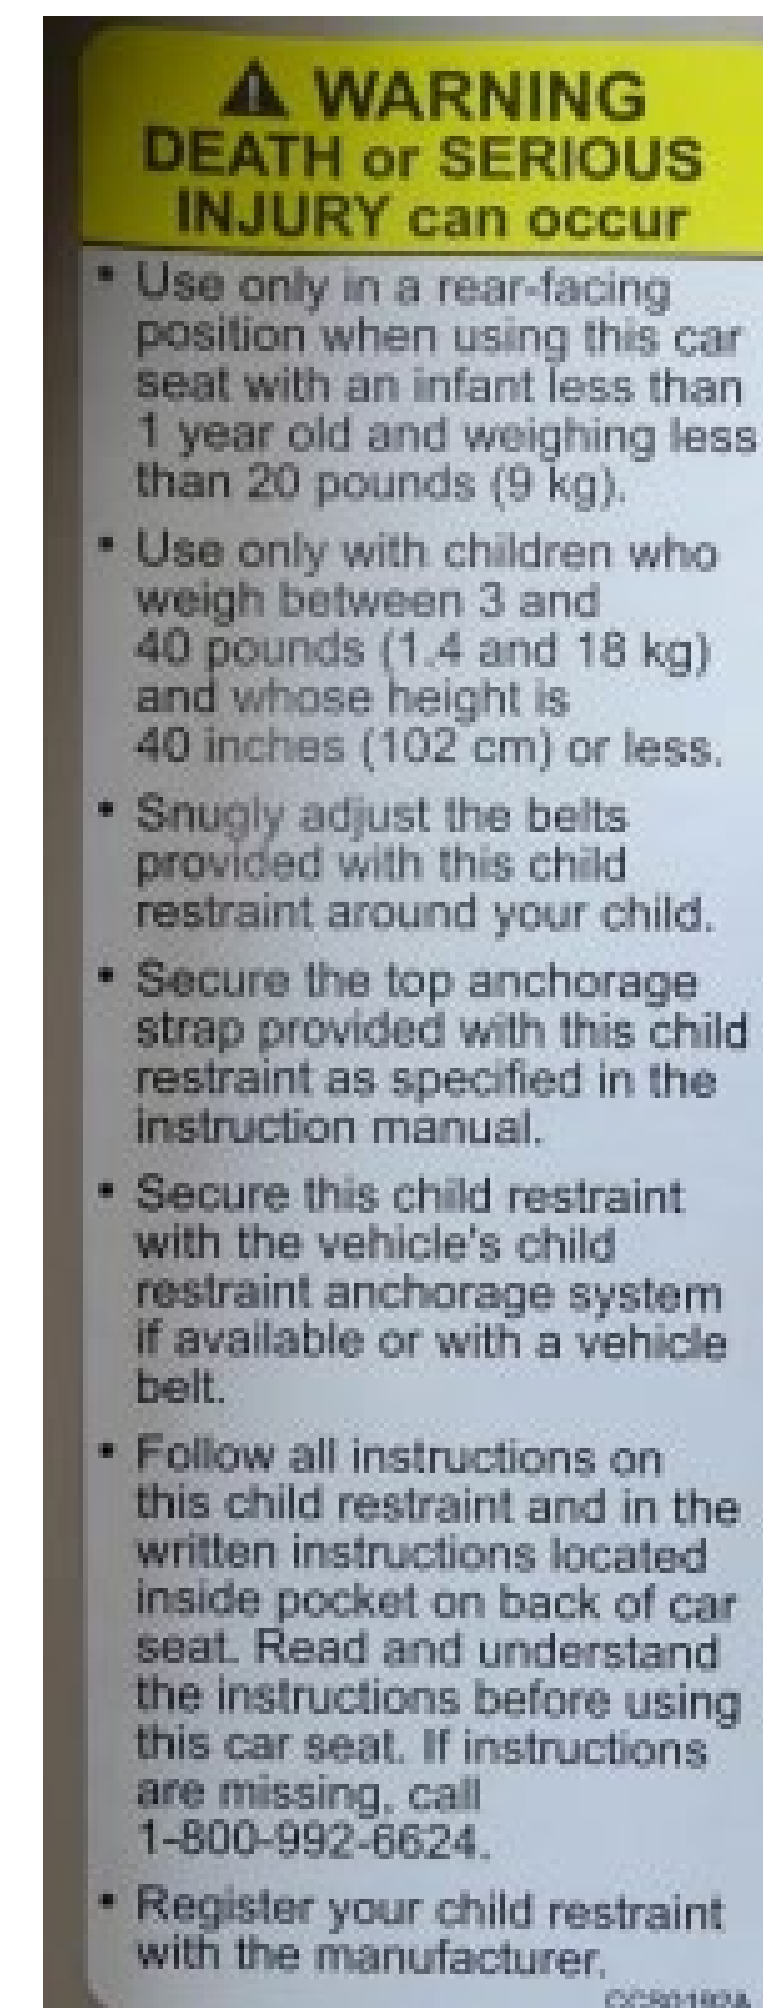 WARNING
DEATH or SERIOUS
INJURY can occur
• Use only in a rear-facing
position when using this car
seat with an infant less than
1 year old and weighing less
than 20 pounds (9 kg).
• Use only with children who
weigh between 3 and
40 pounds (1.4 and 18 kg)
and whose height is
40 inches (102 cm) or less.
• Snugly adjust the belts
provided with this child
restraint around your child.
• Secure the top anchorage
strap provided with this child
restraint as specified in the
instruction manual.
• Secure this child restraint
with the vehicle's child
restraint anchorage system
if available or with a vehicle
belt.
• Follow all instructions on
this child restraint and in the
written instructions located
inside pocket on back of car
seat. Read and understand
the instructions before using
this car seat. If instructions
are missing, call
1-800-992-6624.
• Register your child restraint
with the manufacturer.